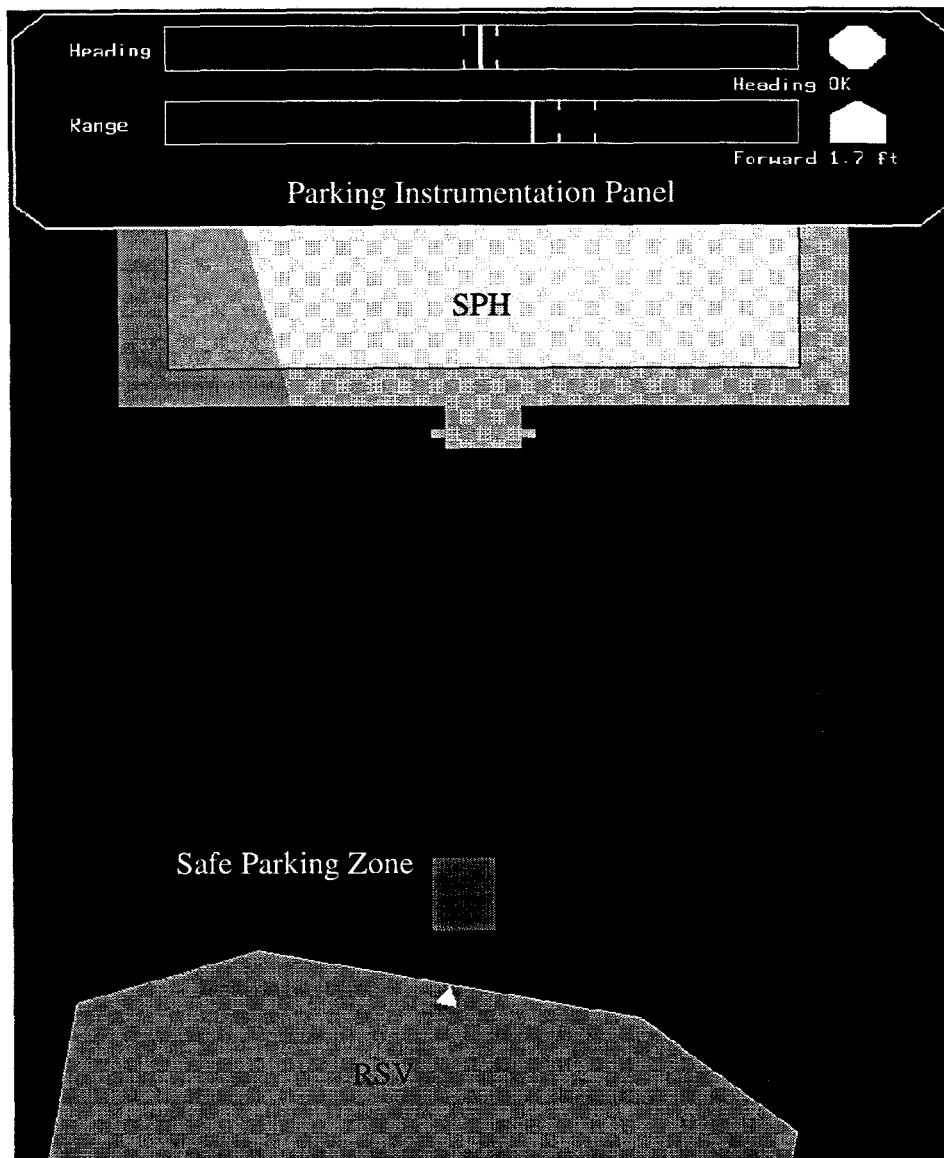 Heading
Heading OK
Range
Forward 1.7 ft
Parking Instrumentation Panel
SPH
Safe Parking Zone
RSV